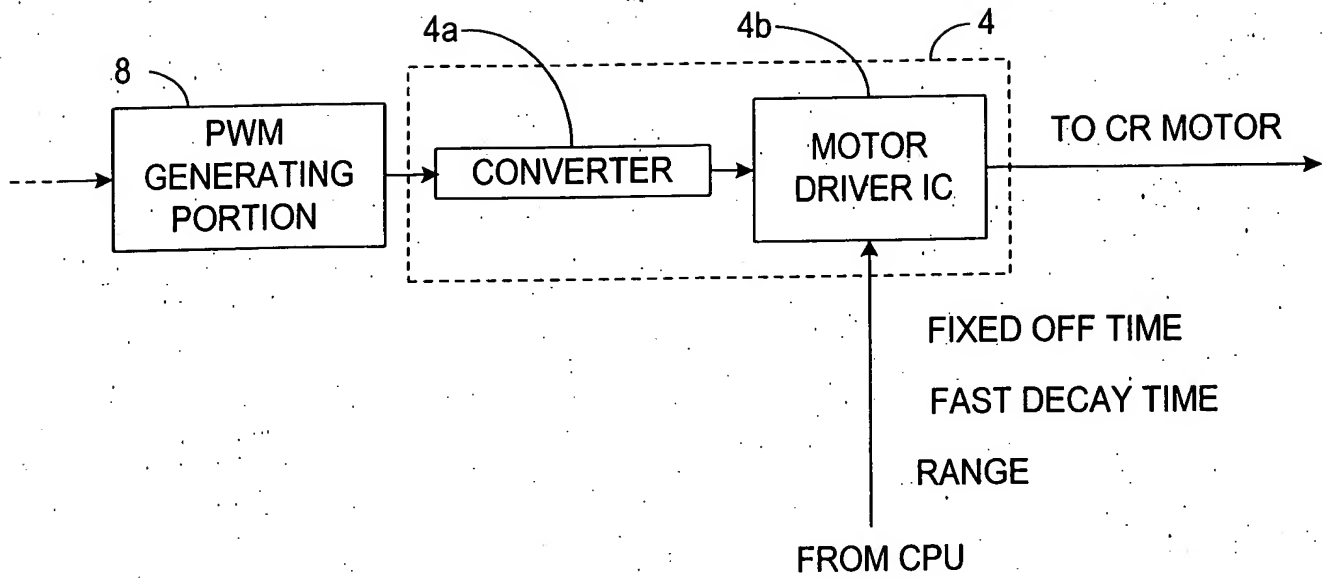 4a
4b
4
8
PWM
GENERATING
PORTION
CONVERTER
MOTOR
DRIVER IC
TO CR MOTOR
FIXED OFF TIME
FAST DECAY TIME
RANGE
FROM CPU